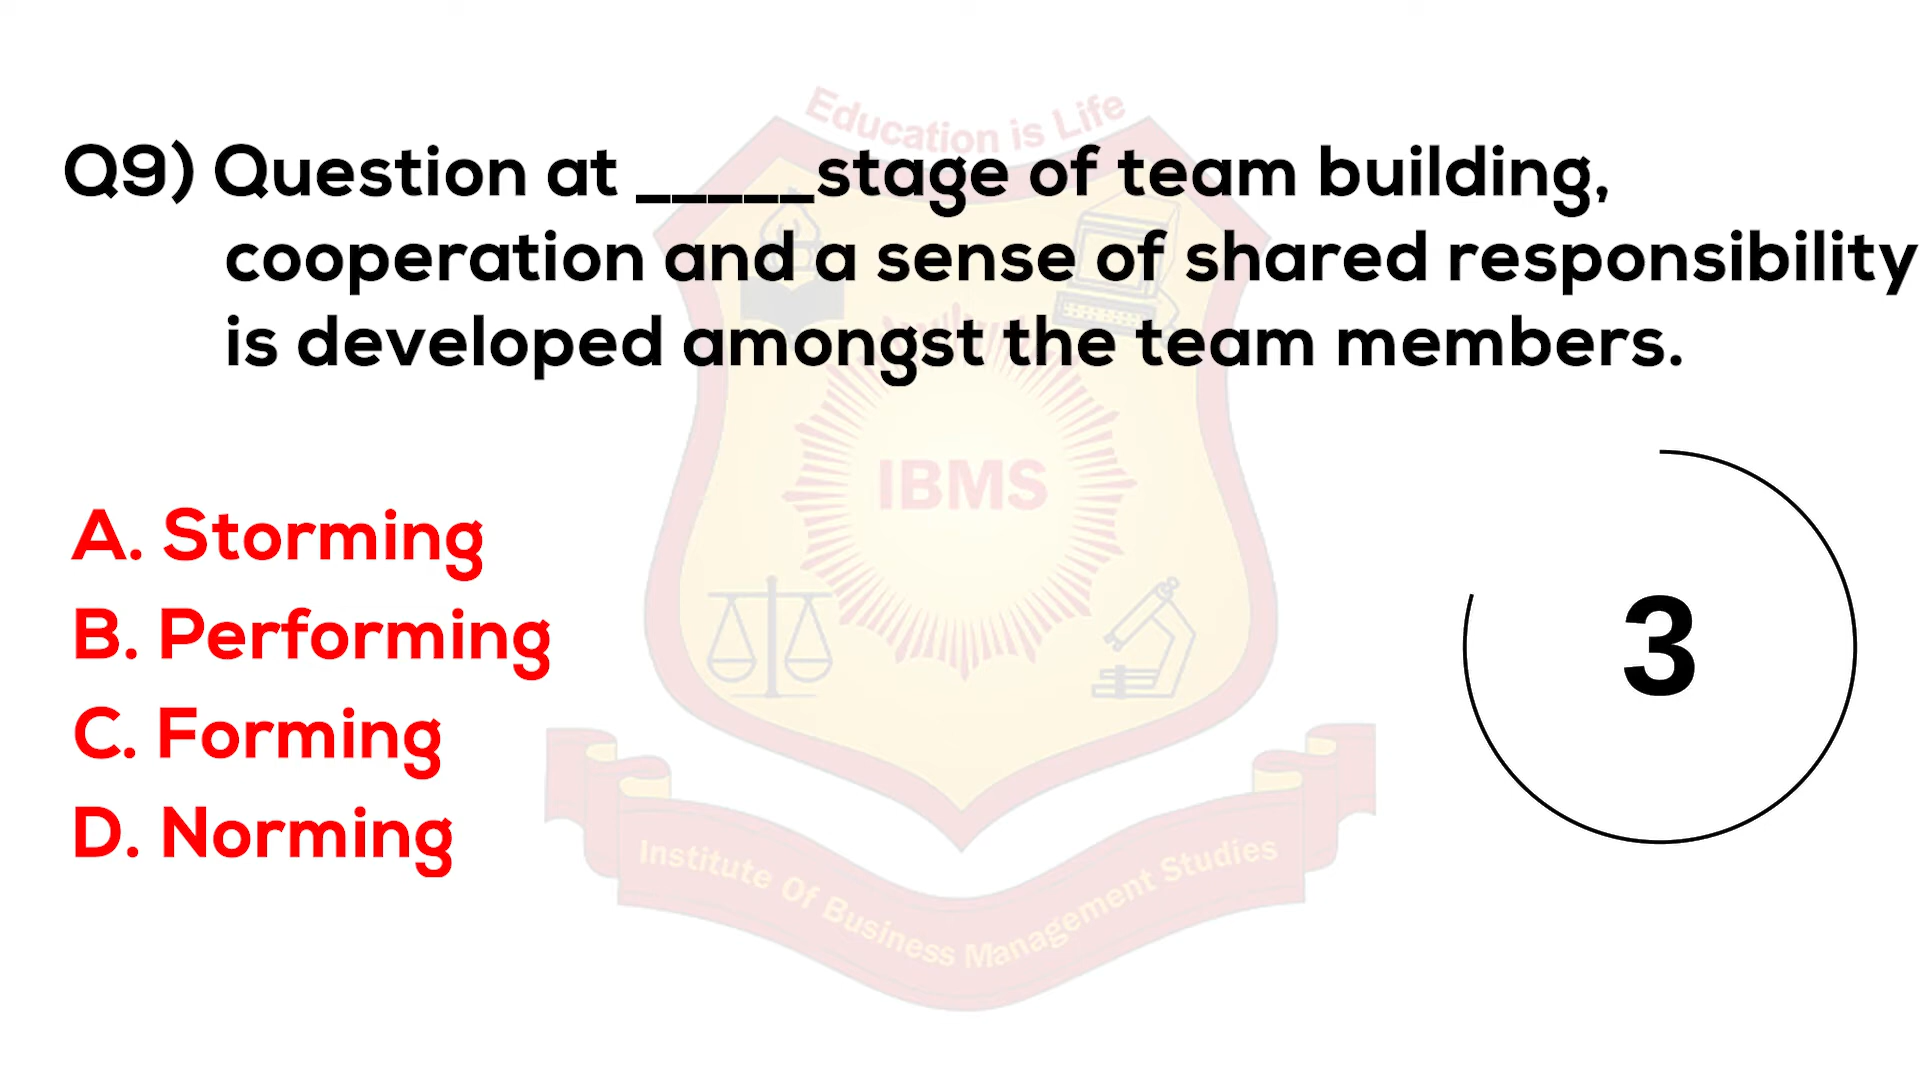 Education is Life
Q9) Question at _____stage of team building,
cooperation and a sense of shared responsibility
is developed amongst the team members.
IBMS
A. Storming
B. Performing
C. Forming
D. Norming
3
Institute Of Business Management Studies